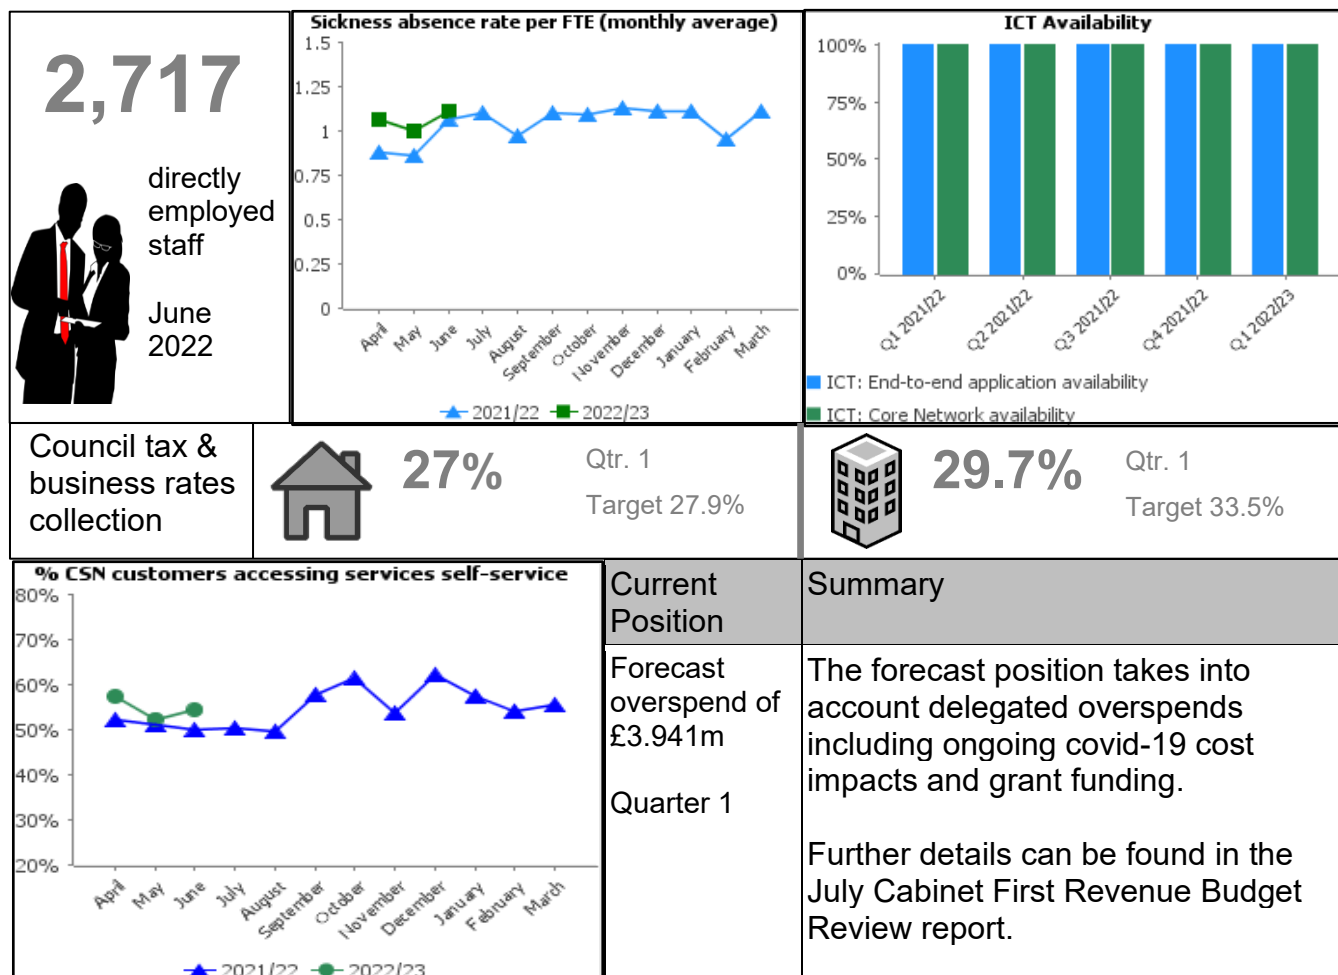 2,717
directly
employed
staff
June
2022
Sickness absence rate per FTE (monthly average)
1.5
1.25
1
0.75
0.5
0.25
0
April
May
June
July
August
September
October
November
December
January
February
March
2021/22
2022/23
ICT Availability
100%
75%
50%
25%
0%
Q1 2021/22
Q2 2021/22
Q3 2021/22
Q4 2021/22
Q1 2022/23
ICT: End-to-end application availability
ICT: Core Network availability
Council tax &
business rates
collection
27%
Qtr. 1
Target 27.9%
29.7%
Qtr. 1
Target 33.5%
% CSN customers accessing services self-service
80%
70%
60%
50%
40%
30%
20%
April
May
June
July
August
September
October
November
December
January
February
March
2021/22
2022/23
Current
Position
Summary
Forecast
overspend of
£3.941m
Quarter 1
The forecast position takes into
account delegated overspends
including ongoing covid-19 cost
impacts and grant funding.
Further details can be found in the
July Cabinet First Revenue Budget
Review report.